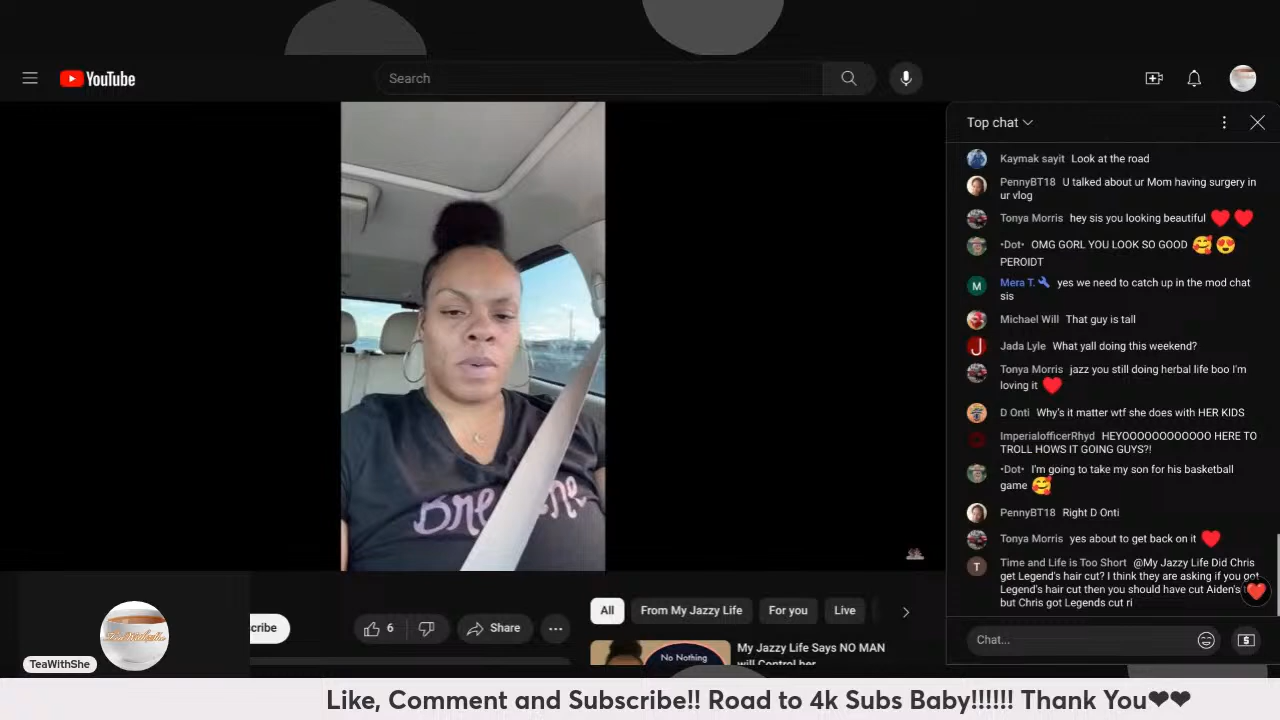 YouTube
Search
Top chat
Kaymak sayit Look at the road
PennyBT18 U talked about ur Mom having surgery in
ur vlog
Tonya Morris hey sis you looking beautiful ❤️ ❤️
•Dot• OMG GORL YOU LOOK SO GOOD 🥰 😍
PEROIDT
M
Mera T. yes we need to catch up in the mod chat
sis
Michael Will That guy is tall
J
Jada Lyle What yall doing this weekend?
Tonya Morris jazz you still doing herbal life boo I'm
loving it ❤️
D Onti Why's it matter wtf she does with HER KIDS
ImperialofficerRhyd HEYOOOOOOOOOOOO HERE TO
TROLL HOWS IT GOING GUYS?!
•Dot• I'm going to take my son for his basketball
game 🥰
PennyBT18 Right D Onti
Tonya Morris yes about to get back on it ❤️
T
Time and Life is Too Short @My Jazzy Life Did Chris
get Legend's hair cut? I think they are asking if you got
Legend's hair cut then you should have cut Aiden's
but Chris got Legends cut ri
Chat...
Bre
he
cribe
6
Share
All
From My Jazzy Life
For you
Live
No Nothing
My Jazzy Life Says NO MAN
will Control her
TeaWithShe
TeaWithShe
Like, Comment and Subscribe!! Road to 4k Subs Baby!!!!!! Thank You❤❤